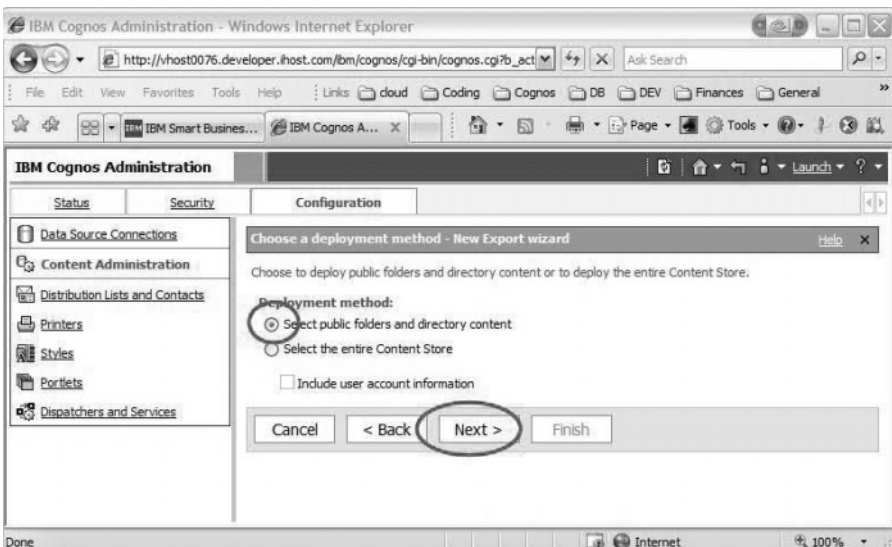 IBM Cognos Administration - Windows Internet Explorer
http://vhost0076.developer.ihost.com/ibm/cognos/cgi-bin/cognos.cgi?b_act
Ask Search
File Edit View Favorites Tools Help Links cloud Coding Cognos DB DEV Finances General »
IBM Smart Busines... IBM Cognos A... X Page Tools
IBM Cognos Administration
Launch ?
Status Security Configuration
Data Source Connections
Content Administration
Distribution Lists and Contacts
Printers
Styles
Portlets
Dispatchers and Services
Choose a deployment method - New Export wizard Help X
Choose to deploy public folders and directory content or to deploy the entire Content Store.
Deployment method:
Select public folders and directory content
Select the entire Content Store
Include user account information
Cancel < Back Next > Finish
Done Internet 100%